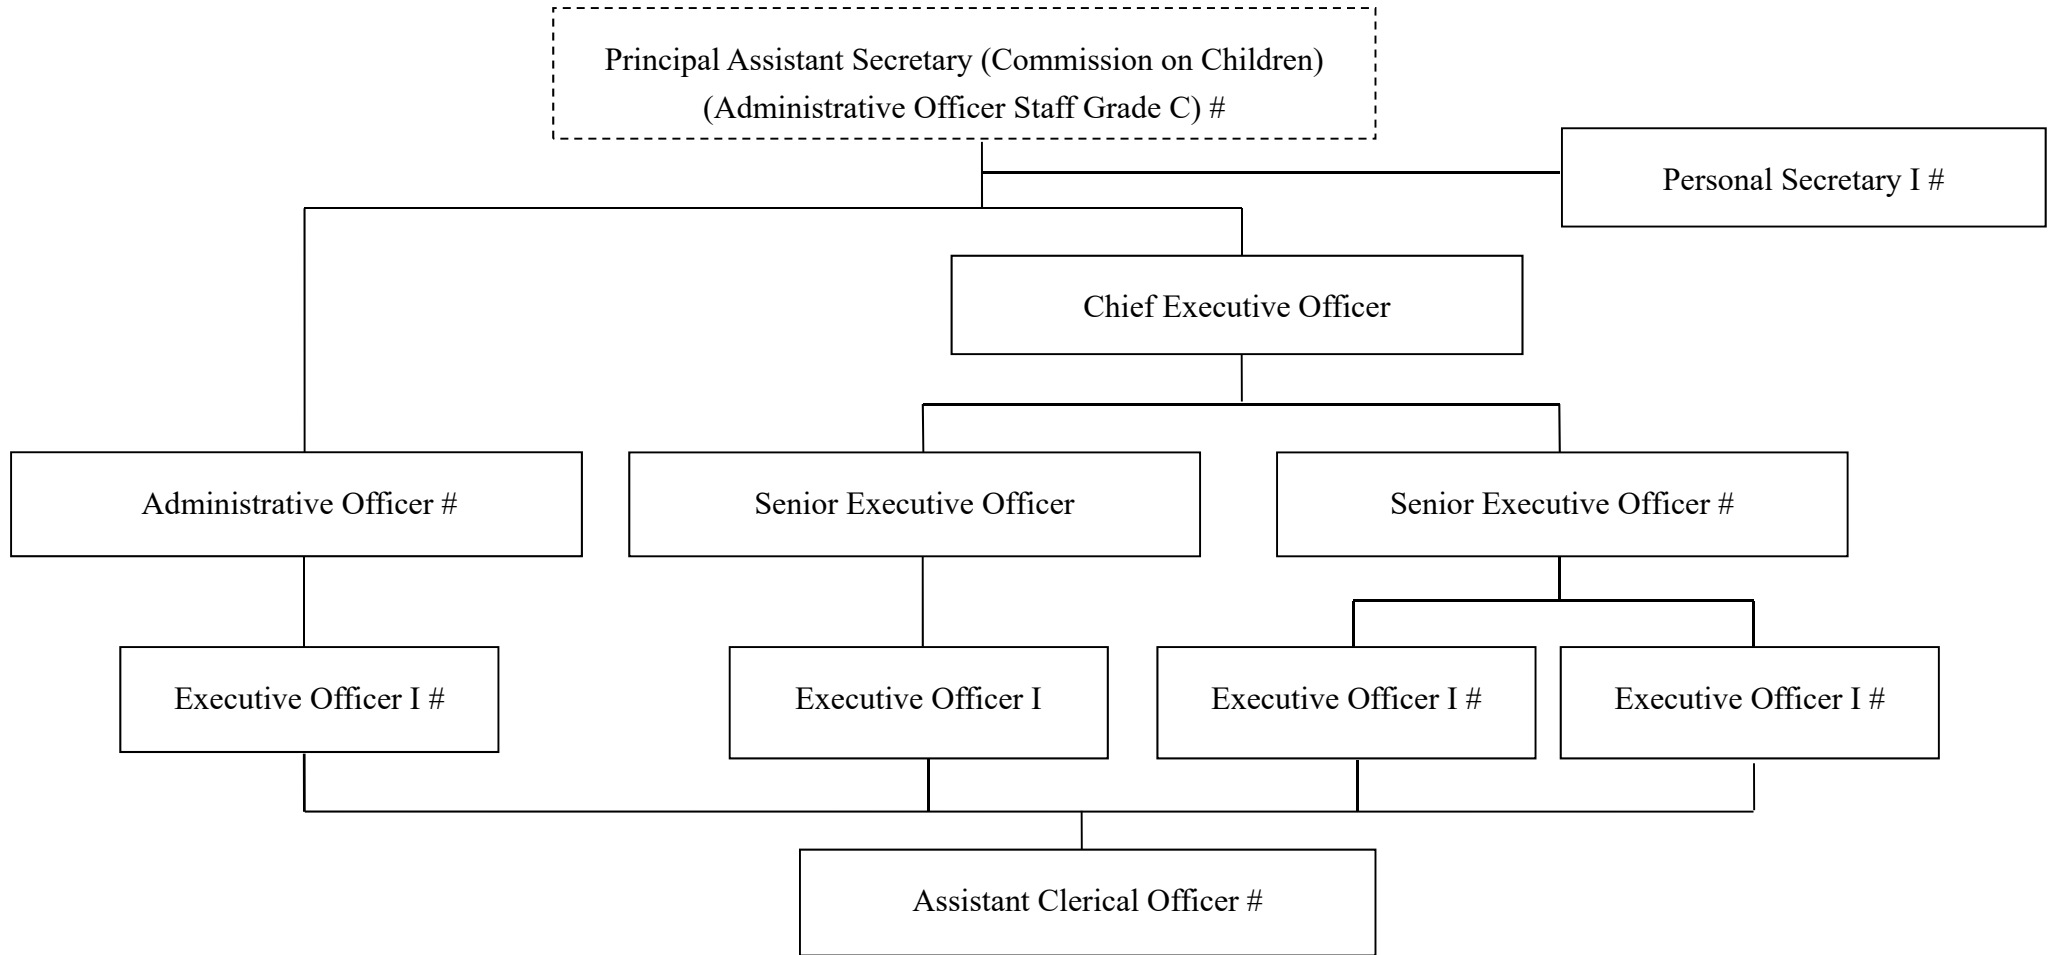 Principal Assistant Secretary (Commission on Children)
(Administrative Officer Staff Grade C) #
Personal Secretary I #
Chief Executive Officer
Administrative Officer #
Senior Executive Officer
Senior Executive Officer #
Executive Officer I #
Executive Officer I
Executive Officer I #
Executive Officer I #
Assistant Clerical Officer #